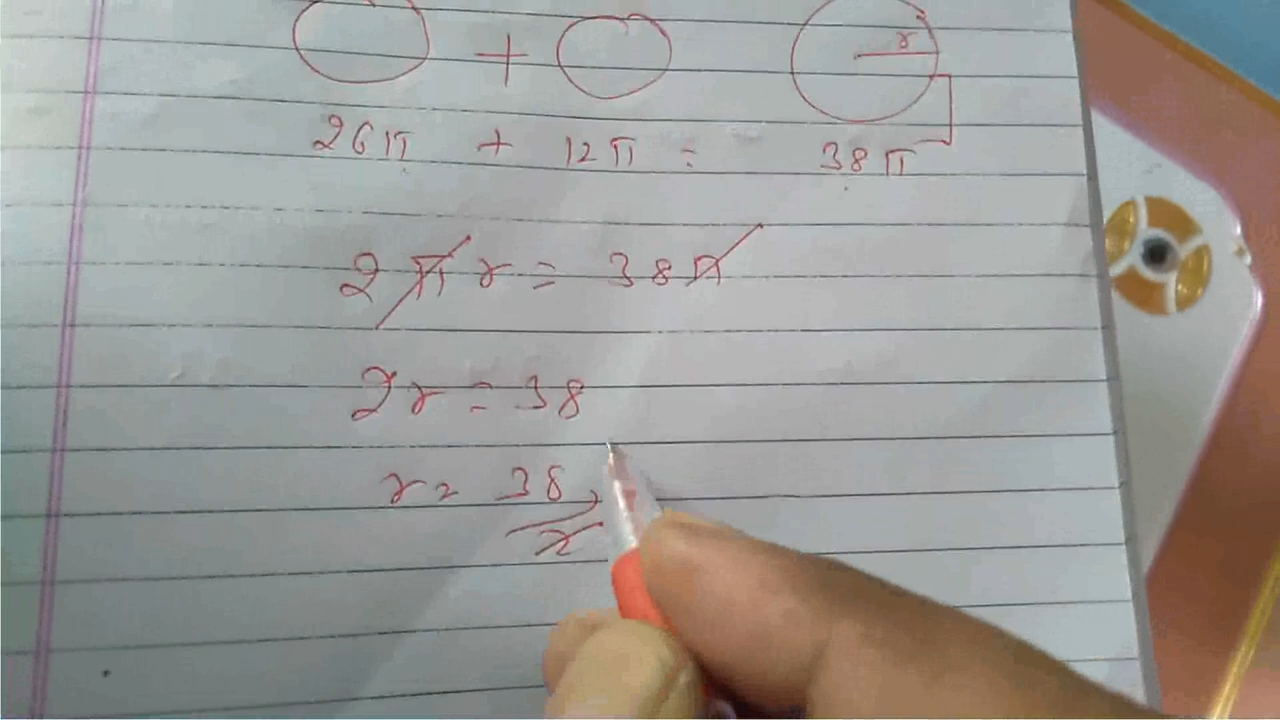 + r
26π + 12π = 38π
2πr = 38π
2r = 38
r = 38
2